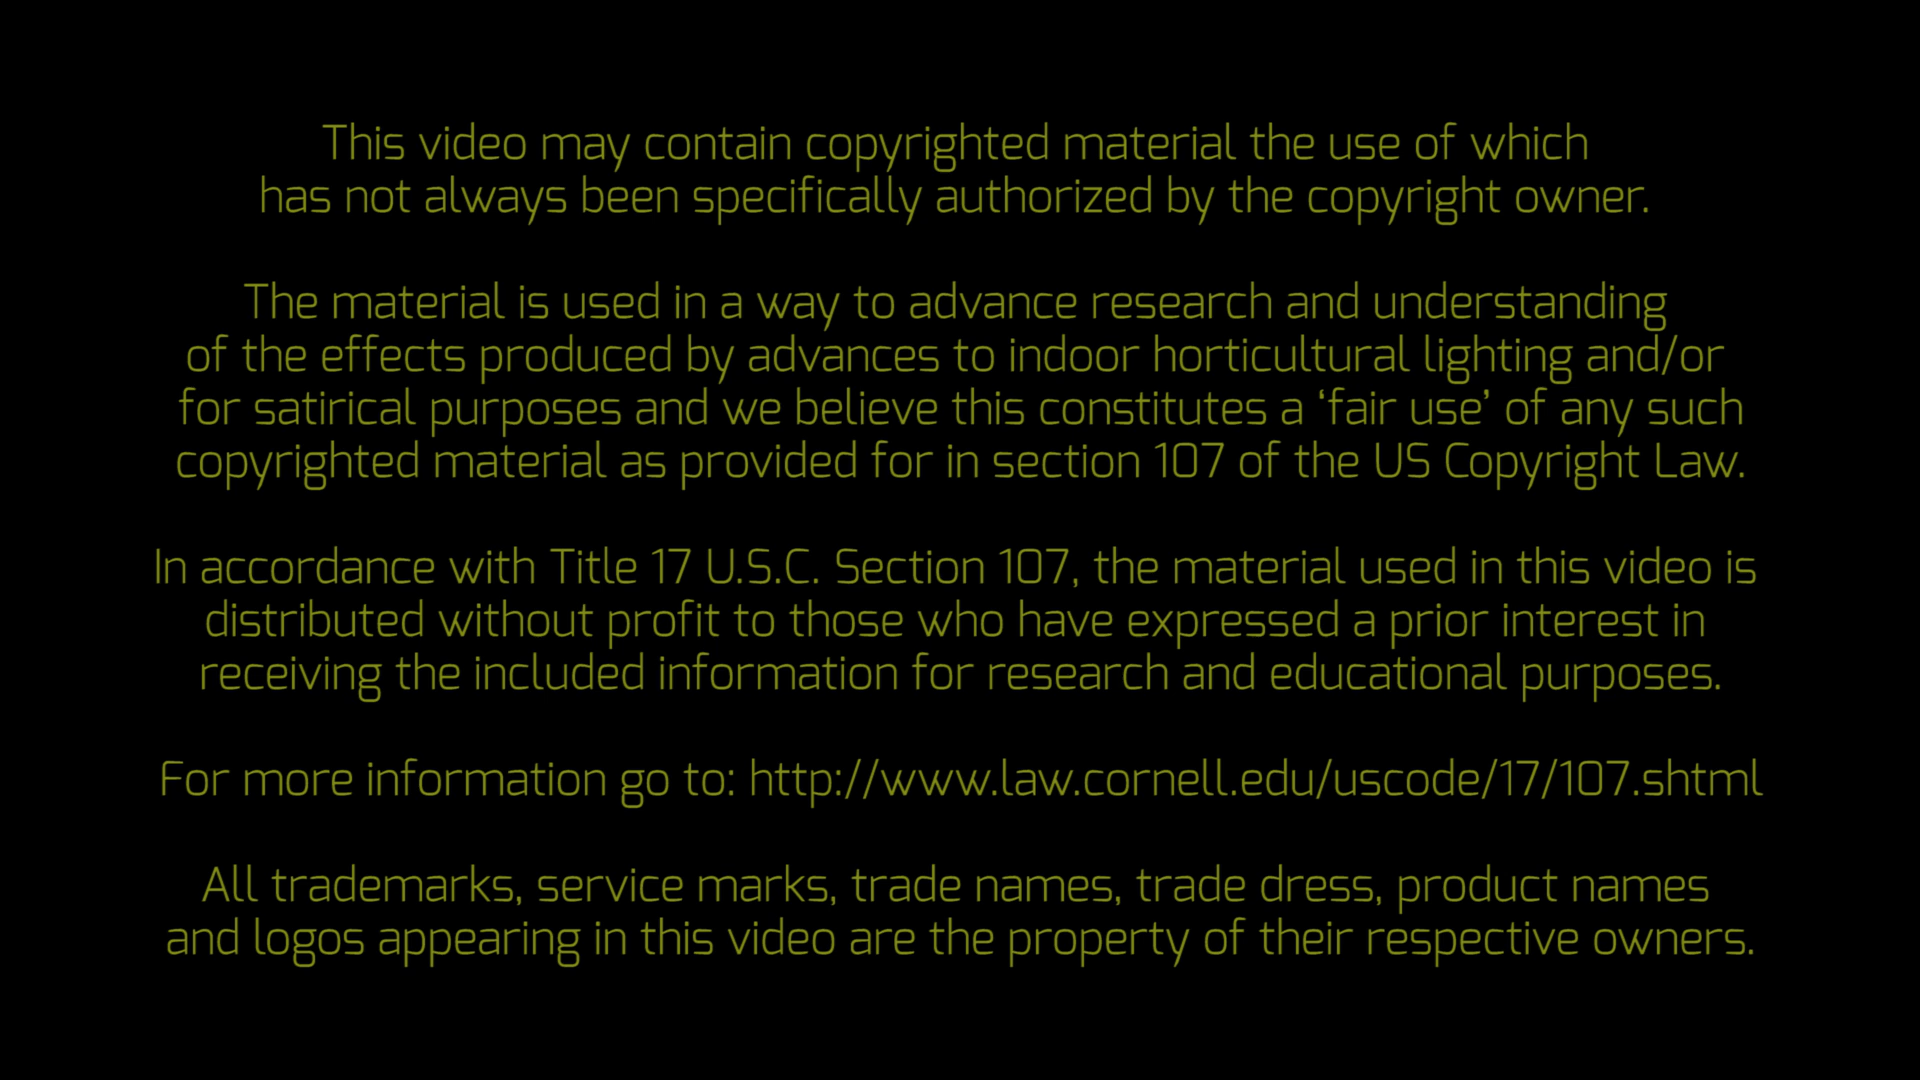 This video may contain copyrighted material the use of which
has not always been specifically authorized by the copyright owner.
The material is used in a way to advance research and understanding
of the effects produced by advances to indoor horticultural lighting and/or
for satirical purposes and we believe this constitutes a ‘fair use’ of any such
copyrighted material as provided for in section 107 of the US Copyright Law.
In accordance with Title 17 U.S.C. Section 107, the material used in this video is
distributed without profit to those who have expressed a prior interest in
receiving the included information for research and educational purposes.
For more information go to: http://www.law.cornell.edu/uscode/17/107.shtml
All trademarks, service marks, trade names, trade dress, product names
and logos appearing in this video are the property of their respective owners.